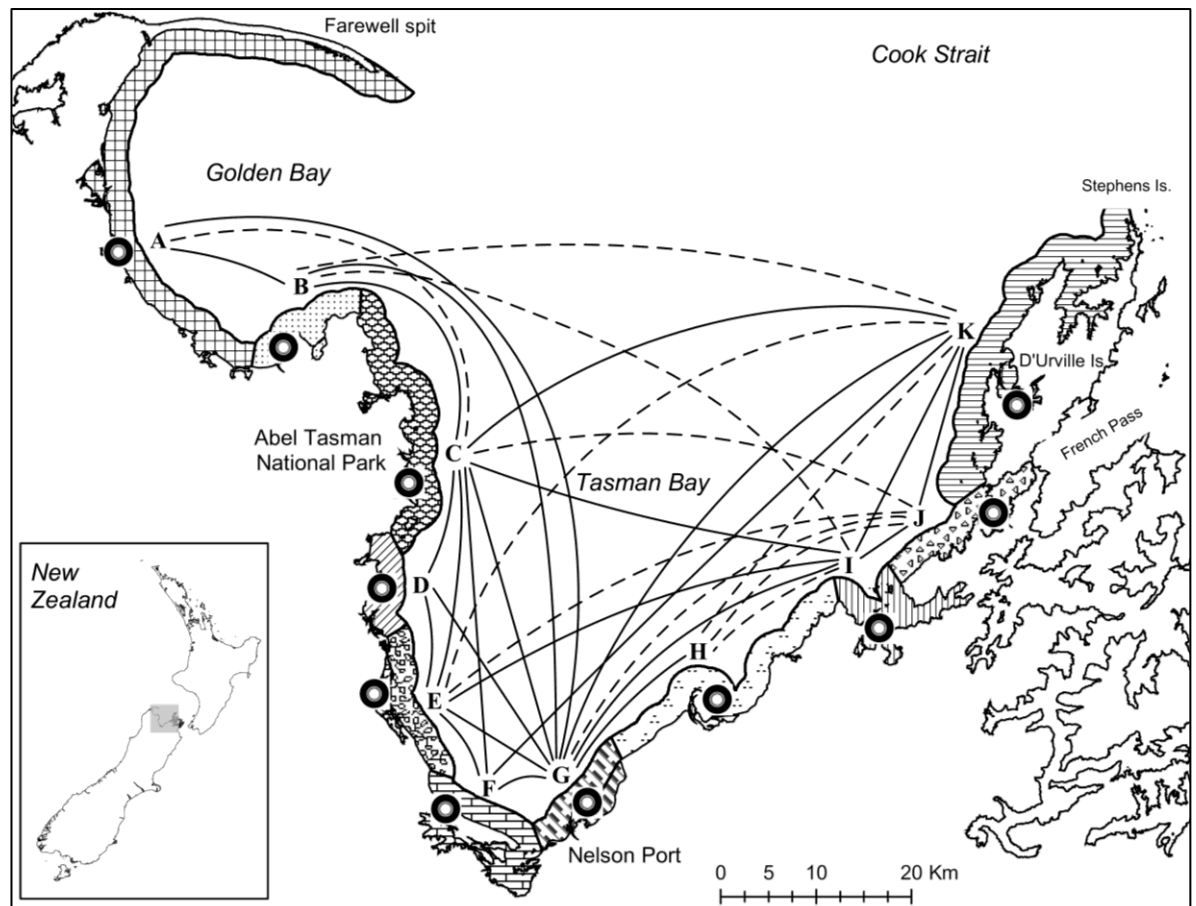 Farewell spit
Cook Strait
Golden Bay
Stephens Is.
A
B
K
D'Urville Is.
French Pass
Abel Tasman
National Park
C
Tasman Bay
J
I
D
New
Zealand
H
E
G
F
Nelson Port
0 5 10 20 Km